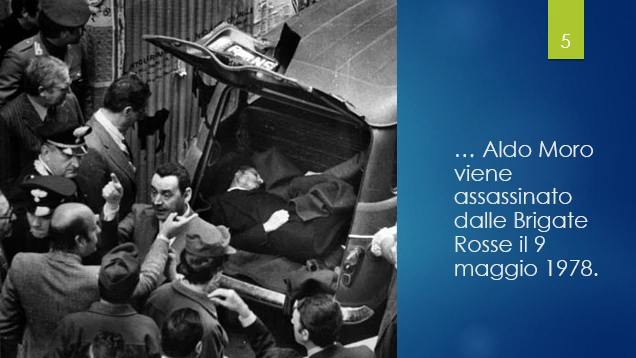 5
… Aldo Moro
viene
assassinato
dalle Brigate
Rosse il 9
maggio 1978.